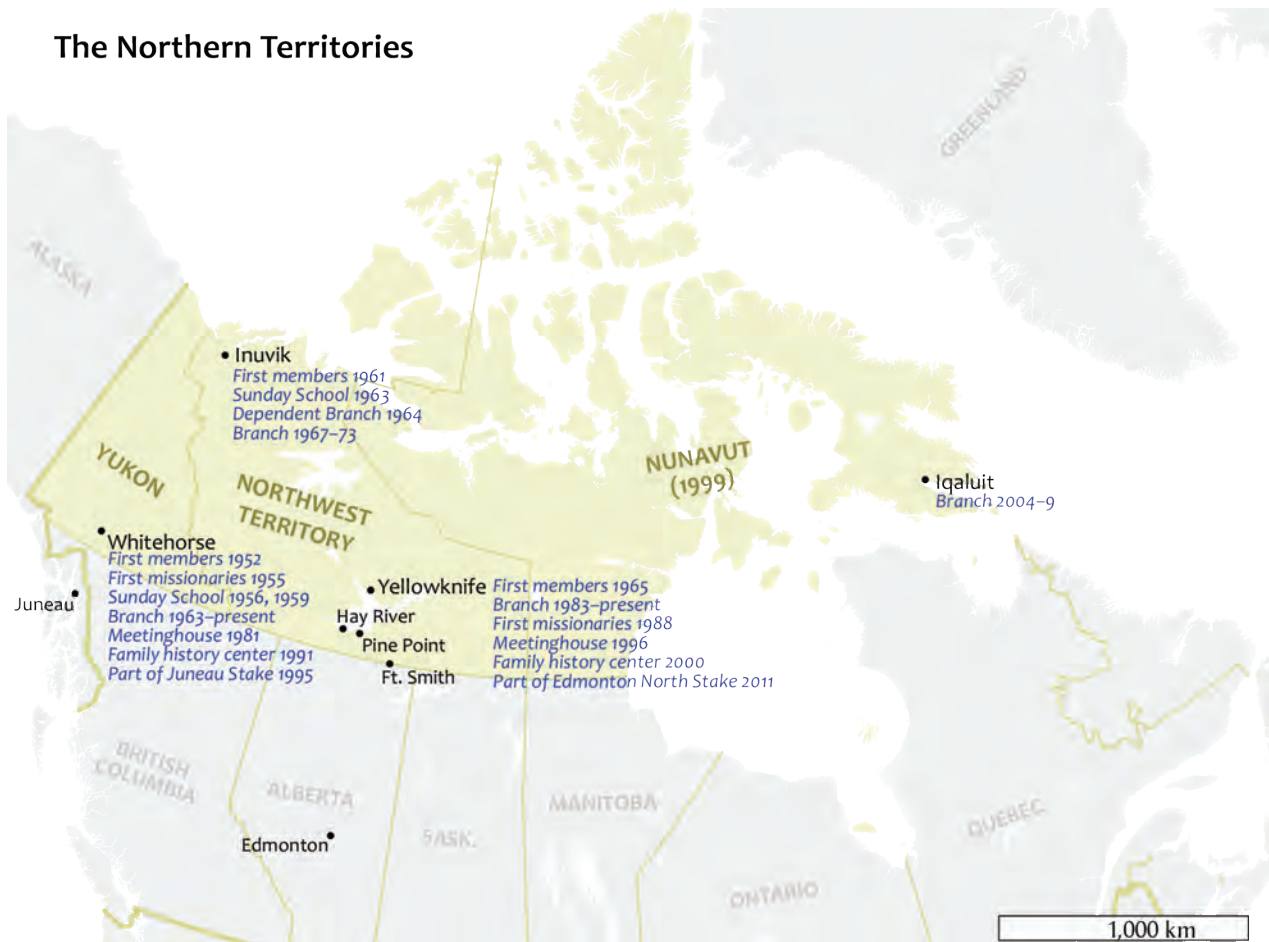 The Northern Territories
GREENLAND
ALASKA
Inuvik
First members 1961
Sunday School 1963
Dependent Branch 1964
Branch 1967–73
YUKON
NORTHWEST
TERRITORY
NUNAVUT
(1999)
Iqaluit
Branch 2004–9
Whitehorse
First members 1952
First missionaries 1955
Sunday School 1956, 1959
Branch 1963–present
Meetinghouse 1981
Family history center 1991
Part of Juneau Stake 1995
Juneau
Yellowknife
First members 1965
Branch 1983–present
First missionaries 1988
Meetinghouse 1996
Family history center 2000
Part of Edmonton North Stake 2011
Hay River
Pine Point
Ft. Smith
BRITISH
COLUMBIA
ALBERTA
Edmonton
SASK.
MANITOBA
ONTARIO
QUEBEC
1,000 km